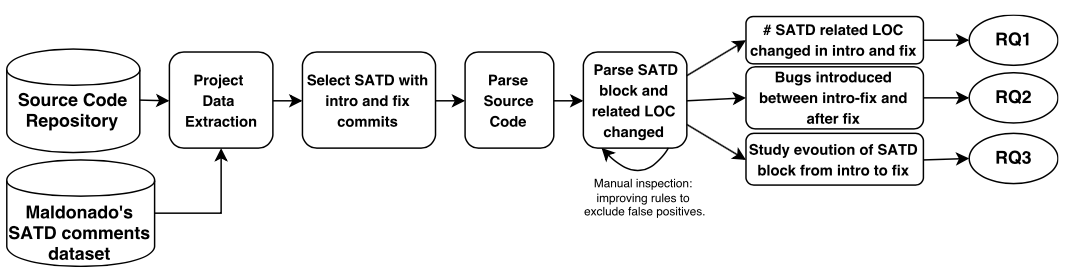 Source Code
Repository
Maldonado's
SATD comments
dataset
Project
Data
Extraction
Select SATD with
intro and fix
commits
Parse
Source
Code
Parse SATD
block and
related LOC
changed
Manual inspection:
improving rules to
exclude false positives.
# SATD related LOC
changed in intro and fix
RQ1
Bugs introduced
between intro-fix and
after fix
RQ2
Study evoution of SATD
block from intro to fix
RQ3